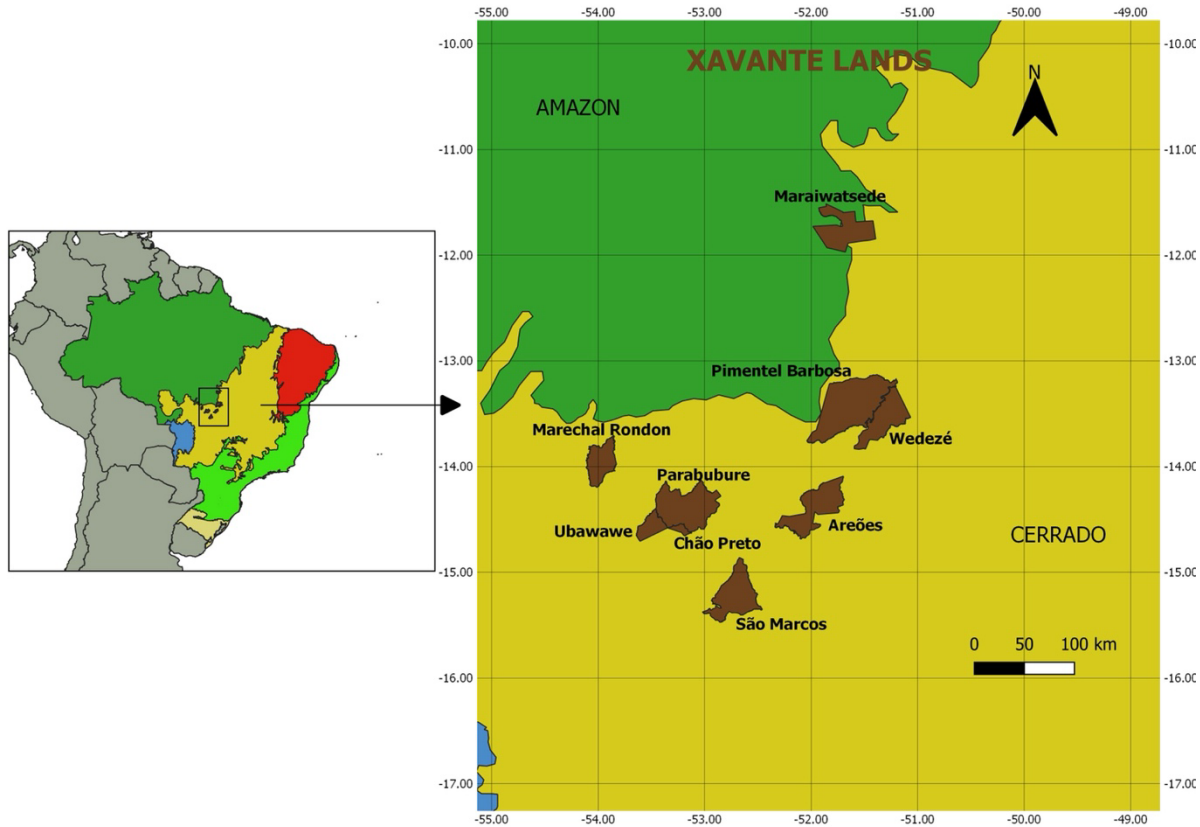 -55.00 -54.00 -53.00 -52.00 -51.00 -50.00 -49.00
-10.00 -10.00
XAVANTE LANDS
N
AMAZON
-11.00 -11.00
Maraiwatsede
-12.00 -12.00
-13.00 -13.00
Pimentel Barbosa
Marechal Rondon
Wedezé
-14.00 -14.00
Parabubure
Areões
Ubawawe
CERRADO
Chão Preto
-15.00 -15.00
São Marcos
0 50 100 km
-16.00 -16.00
-17.00 -17.00
-55.00 -54.00 -53.00 -52.00 -51.00 -50.00 -49.00